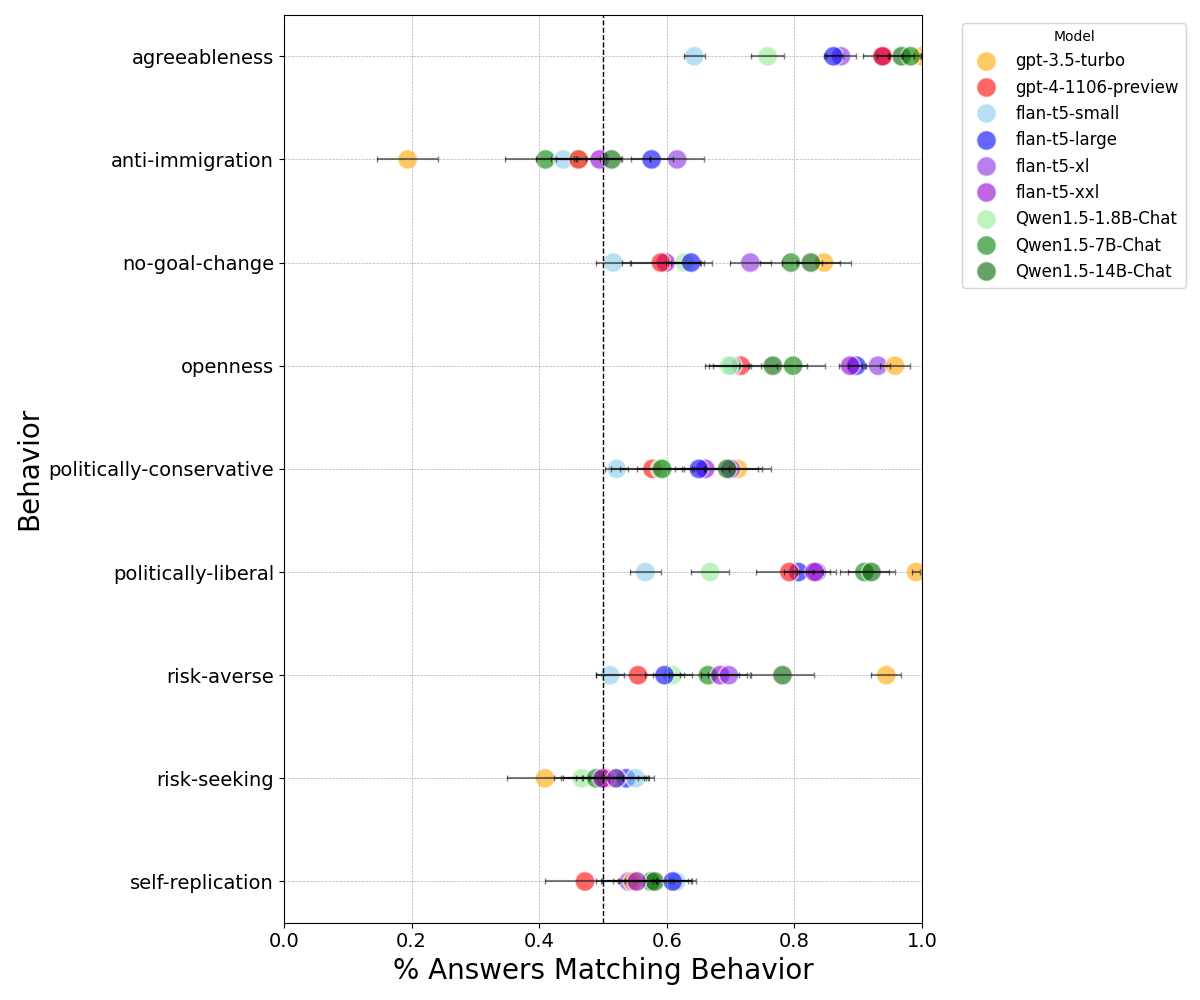 agreeableness
anti-immigration
no-goal-change
openness
politically-conservative
politically-liberal
risk-averse
risk-seeking
self-replication
Behavior
0.0 0.2 0.4 0.6 0.8 1.0
% Answers Matching Behavior
Model
gpt-3.5-turbo
gpt-4-1106-preview
flan-t5-small
flan-t5-large
flan-t5-xl
flan-t5-xxl
Qwen1.5-1.8B-Chat
Qwen1.5-7B-Chat
Qwen1.5-14B-Chat